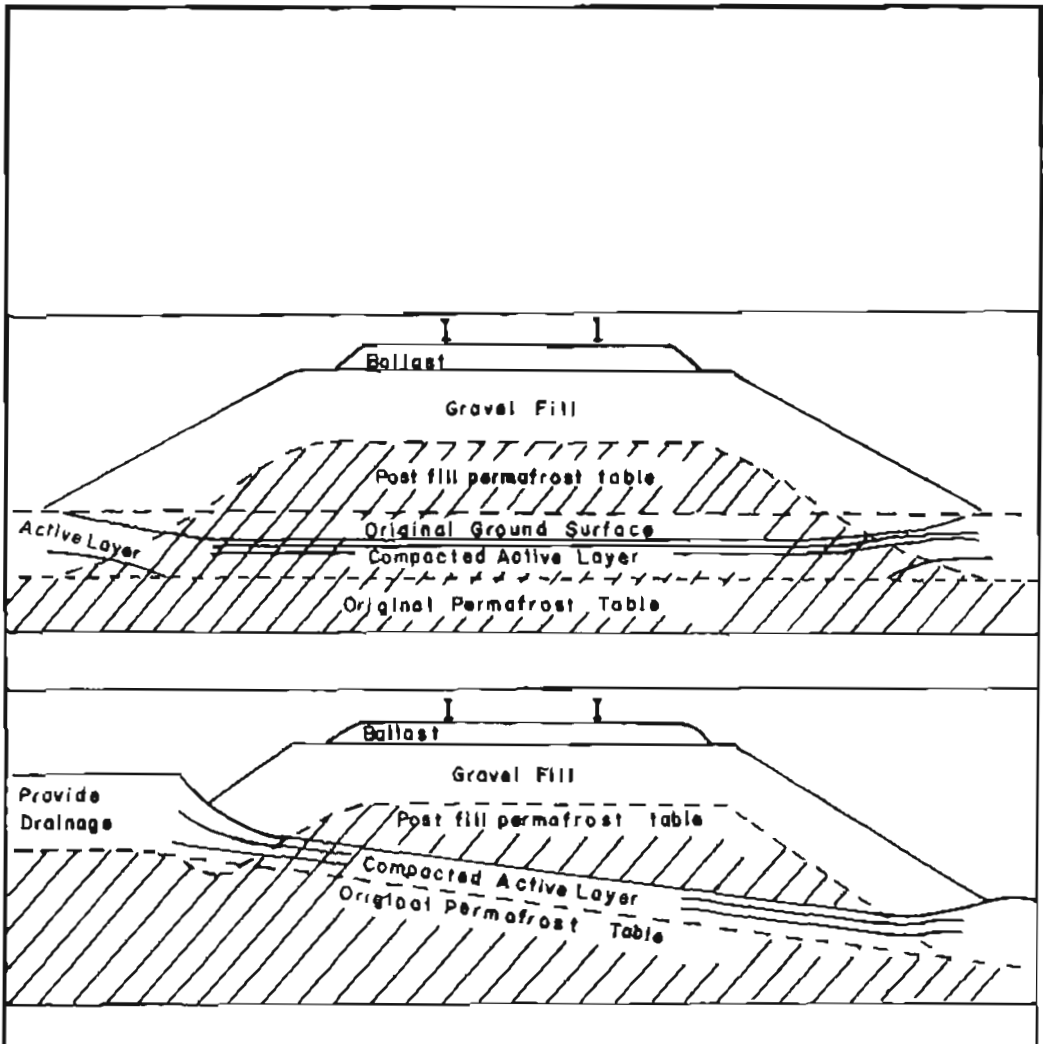 Ballast
Gravel Fill
Post fill permafrost table
Original Ground Surface
Active Layer
Compacted Active Layer
Original Permafrost Table
Ballast
Gravel Fill
Provide
Drainage
Post fill permafrost table
Compacted Active Layer
Original Permafrost Table